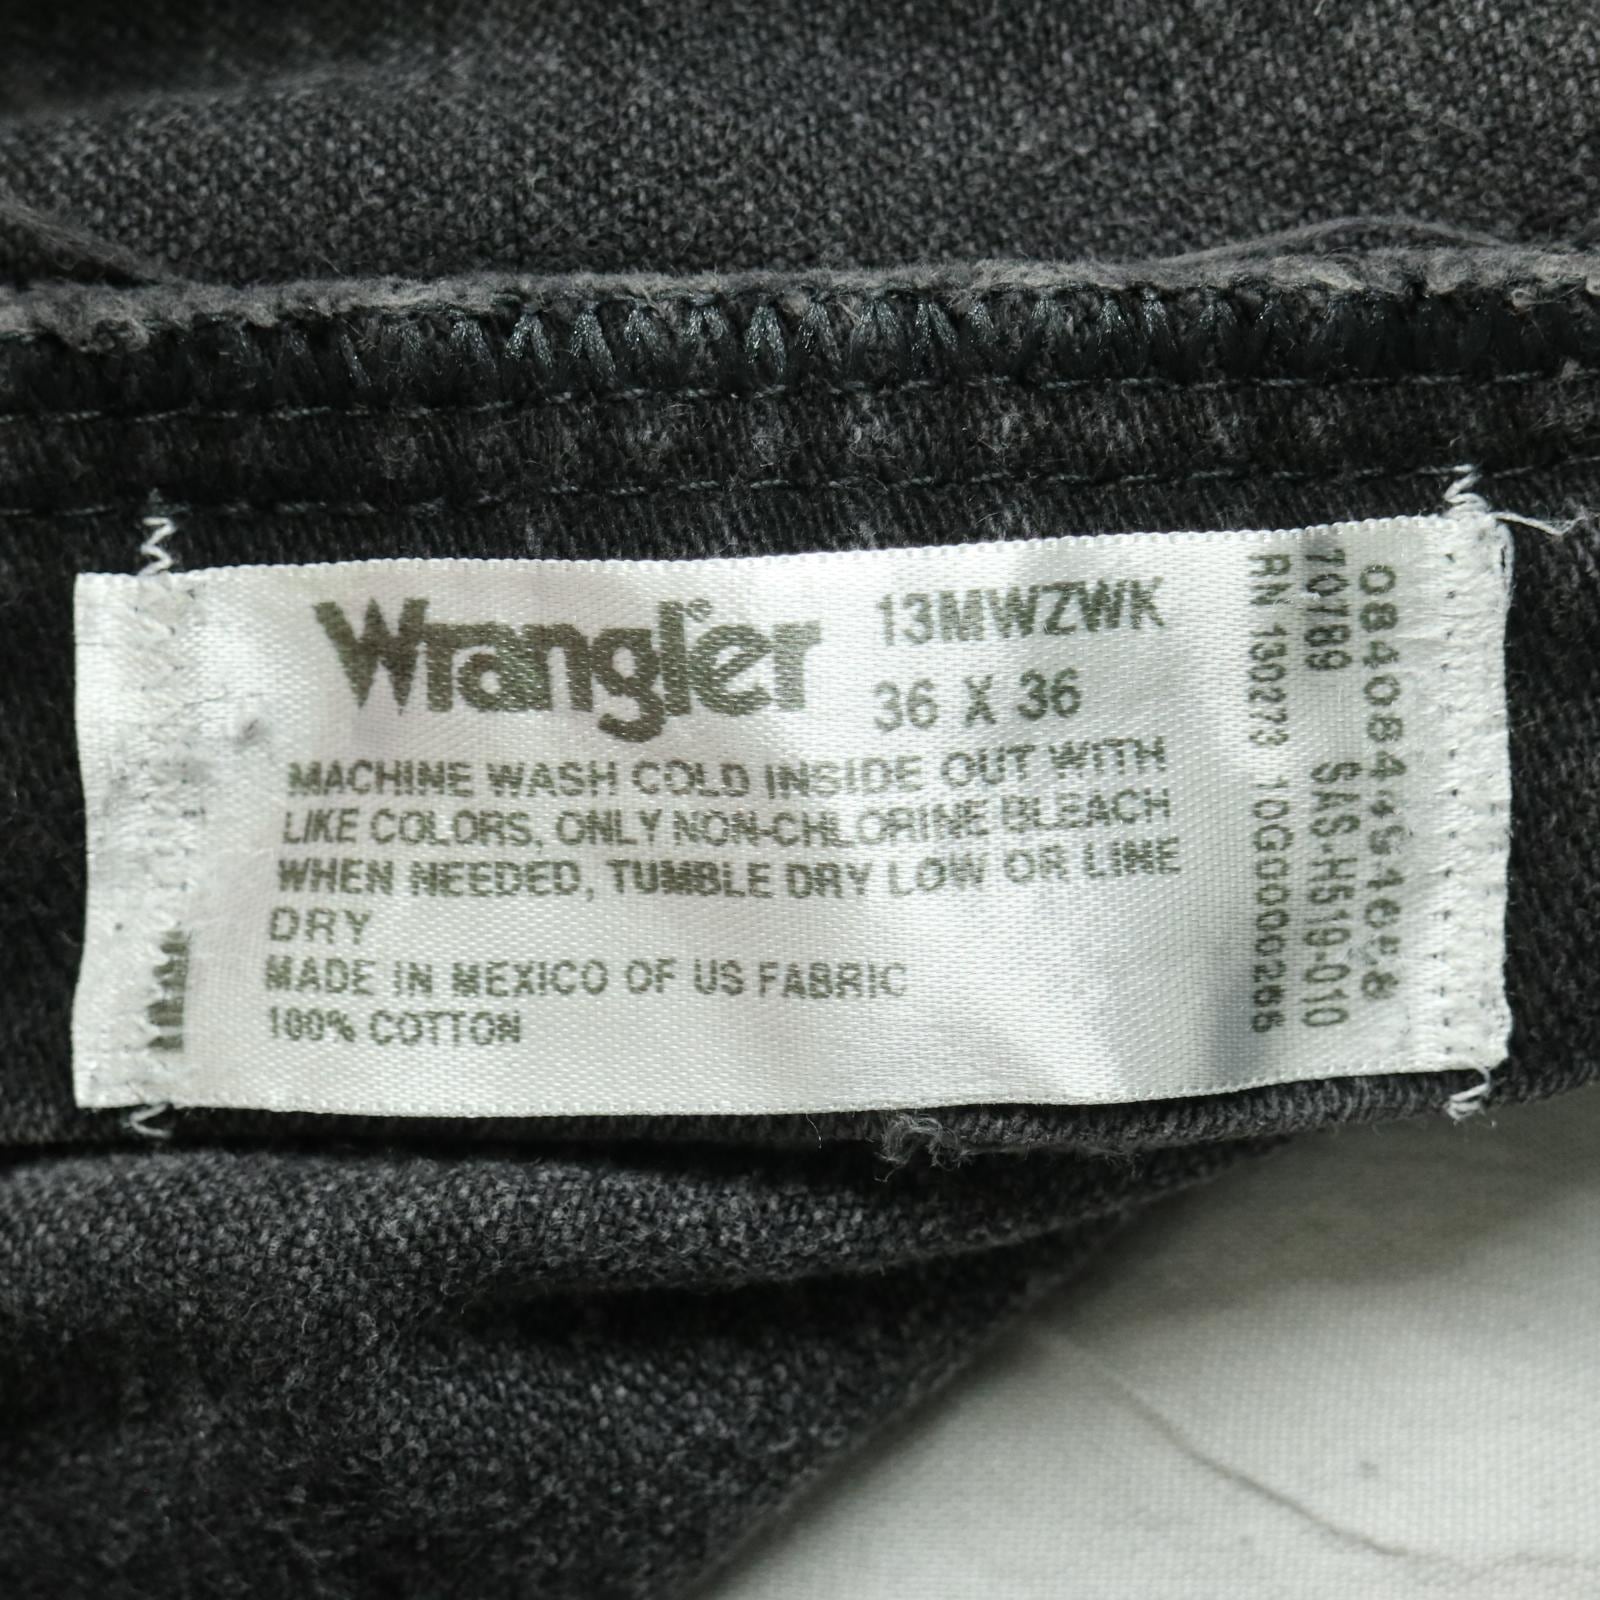 Wrangler® 13MWZWK
36 X 36
MACHINE WASH COLD INSIDE OUT WITH
LIKE COLORS, ONLY NON-CHLORINE BLEACH
WHEN NEEDED, TUMBLE DRY LOW OR LINE
DRY
MADE IN MEXICO OF US FABRIC
100% COTTON
70789 SAS-H519-010
RN 130273 10G0000265